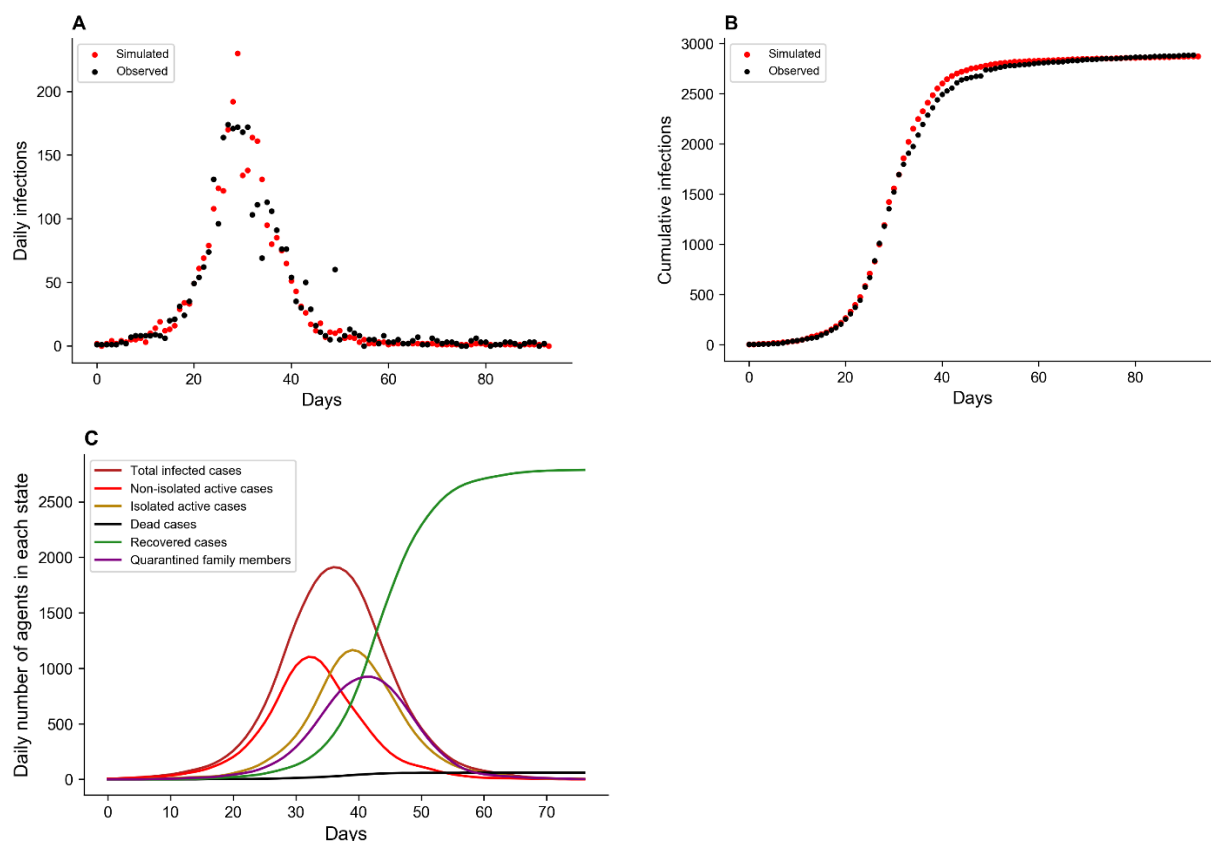 A
Simulated
Observed
Daily infections
200
150
100
50
0
0 20 40 60 80
Days
B
Simulated
Observed
Cumulative infections
3000
2500
2000
1500
1000
500
0
0 20 40 60 80
Days
C
Total infected cases
Non-isolated active cases
Isolated active cases
Dead cases
Recovered cases
Quarantined family members
Daily number of agents in each state
2500
2000
1500
1000
500
0
0 10 20 30 40 50 60 70
Days